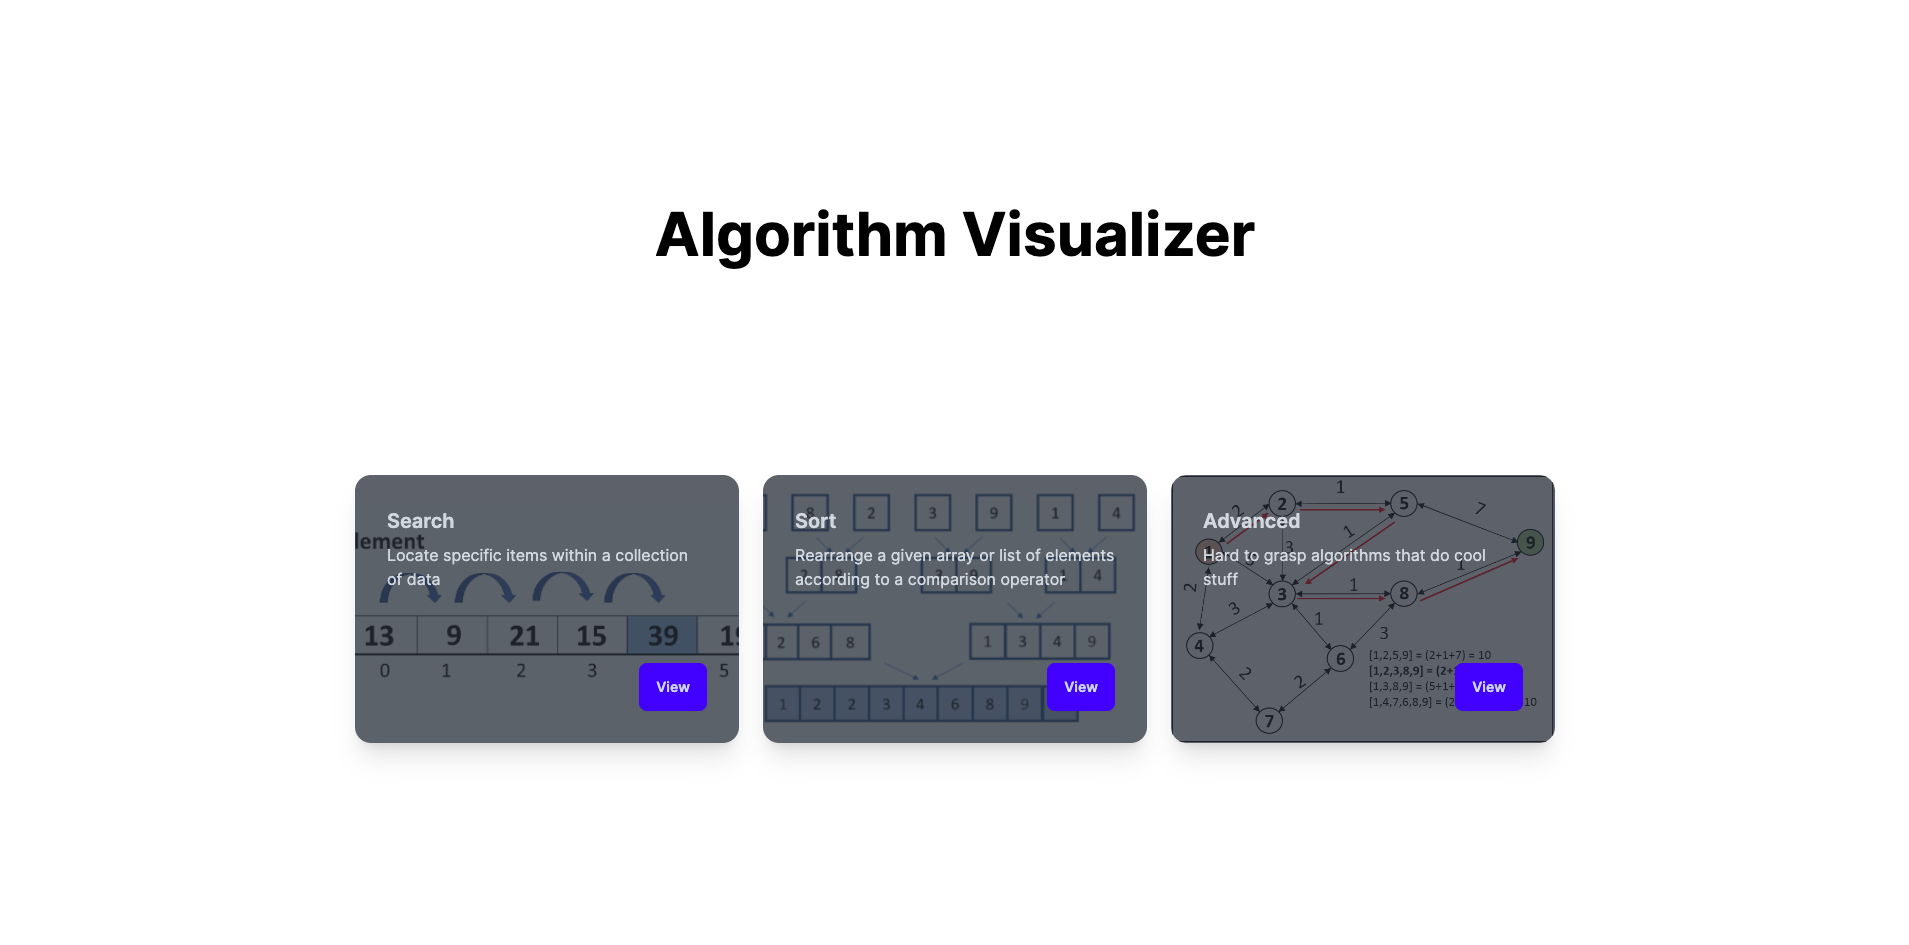 Algorithm Visualizer
Search
lement
Locate specific items within a collection
of data
13 9 21 15 39
0 1 2 3 5
View
8 2 3 9 1 4
Sort
Rearrange a given array or list of elements
according to a comparison operator
1 4
2 6 8 1 3 4 9
1 2 2 3 4 6 8 9
View
1
2 2 5 7
Advanced
1
3 9
Hard to grasp algorithms that do cool
1
stuff
2 3 1 8
3
1 3
4
6
[1,2,5,9] = (2+1+7) = 10
[1,2,3,8,9] = (2+
2 2
[1,3,8,9] = (5+1+
[1,4,7,6,8,9] = (2 10
7
View